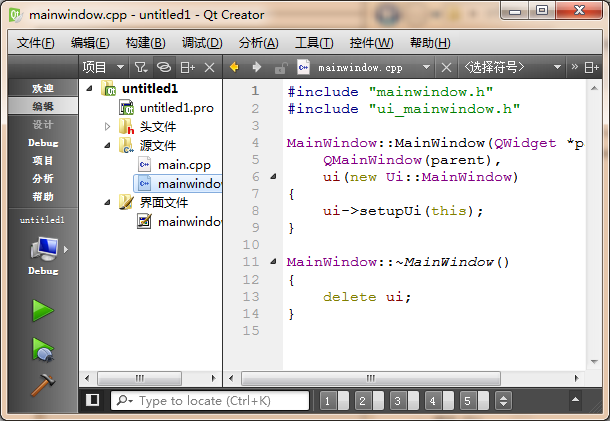 mainwindow.cpp - untitled1 - Qt Creator
文件(F) 编辑(E) 构建(B) 调试(D) 分析(A) 工具(T) 控件(W) 帮助(H)
项目 mainwindow.cpp <选择符号>
欢迎
编辑
设计
Debug
项目
分析
帮助
untitled1
Debug
untitled1
untitled1.pro
头文件
源文件
main.cpp
mainwindow
界面文件
mainwindow
1 #include "mainwindow.h"
2 #include "ui_mainwindow.h"
3
4 MainWindow::MainWindow(QWidget *p
5 QMainWindow(parent),
6 ui(new Ui::MainWindow)
7 {
8 ui->setupUi(this);
9 }
10
11 MainWindow::~MainWindow()
12 {
13 delete ui;
14 }
15
Type to locate (Ctrl+K) 1 2 3 4 5